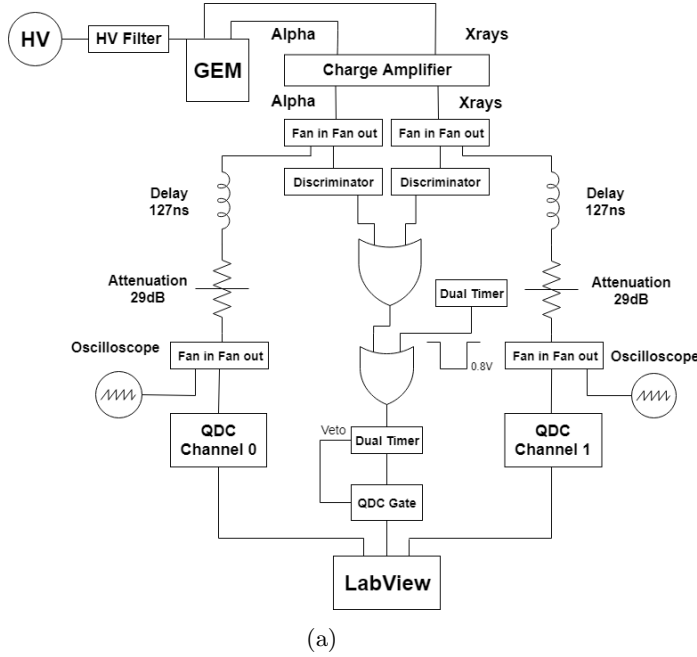 HV
HV Filter
GEM
Alpha
Xrays
Charge Amplifier
Alpha
Xrays
Fan in Fan out
Fan in Fan out
Discriminator
Discriminator
Delay
127ns
Delay
127ns
Attenuation
29dB
Dual Timer
Attenuation
29dB
Oscilloscope
Fan in Fan out
0.8V
Fan in Fan out
Oscilloscope
QDC
Channel 0
Veto
Dual Timer
QDC
Channel 1
QDC Gate
LabView
(a)